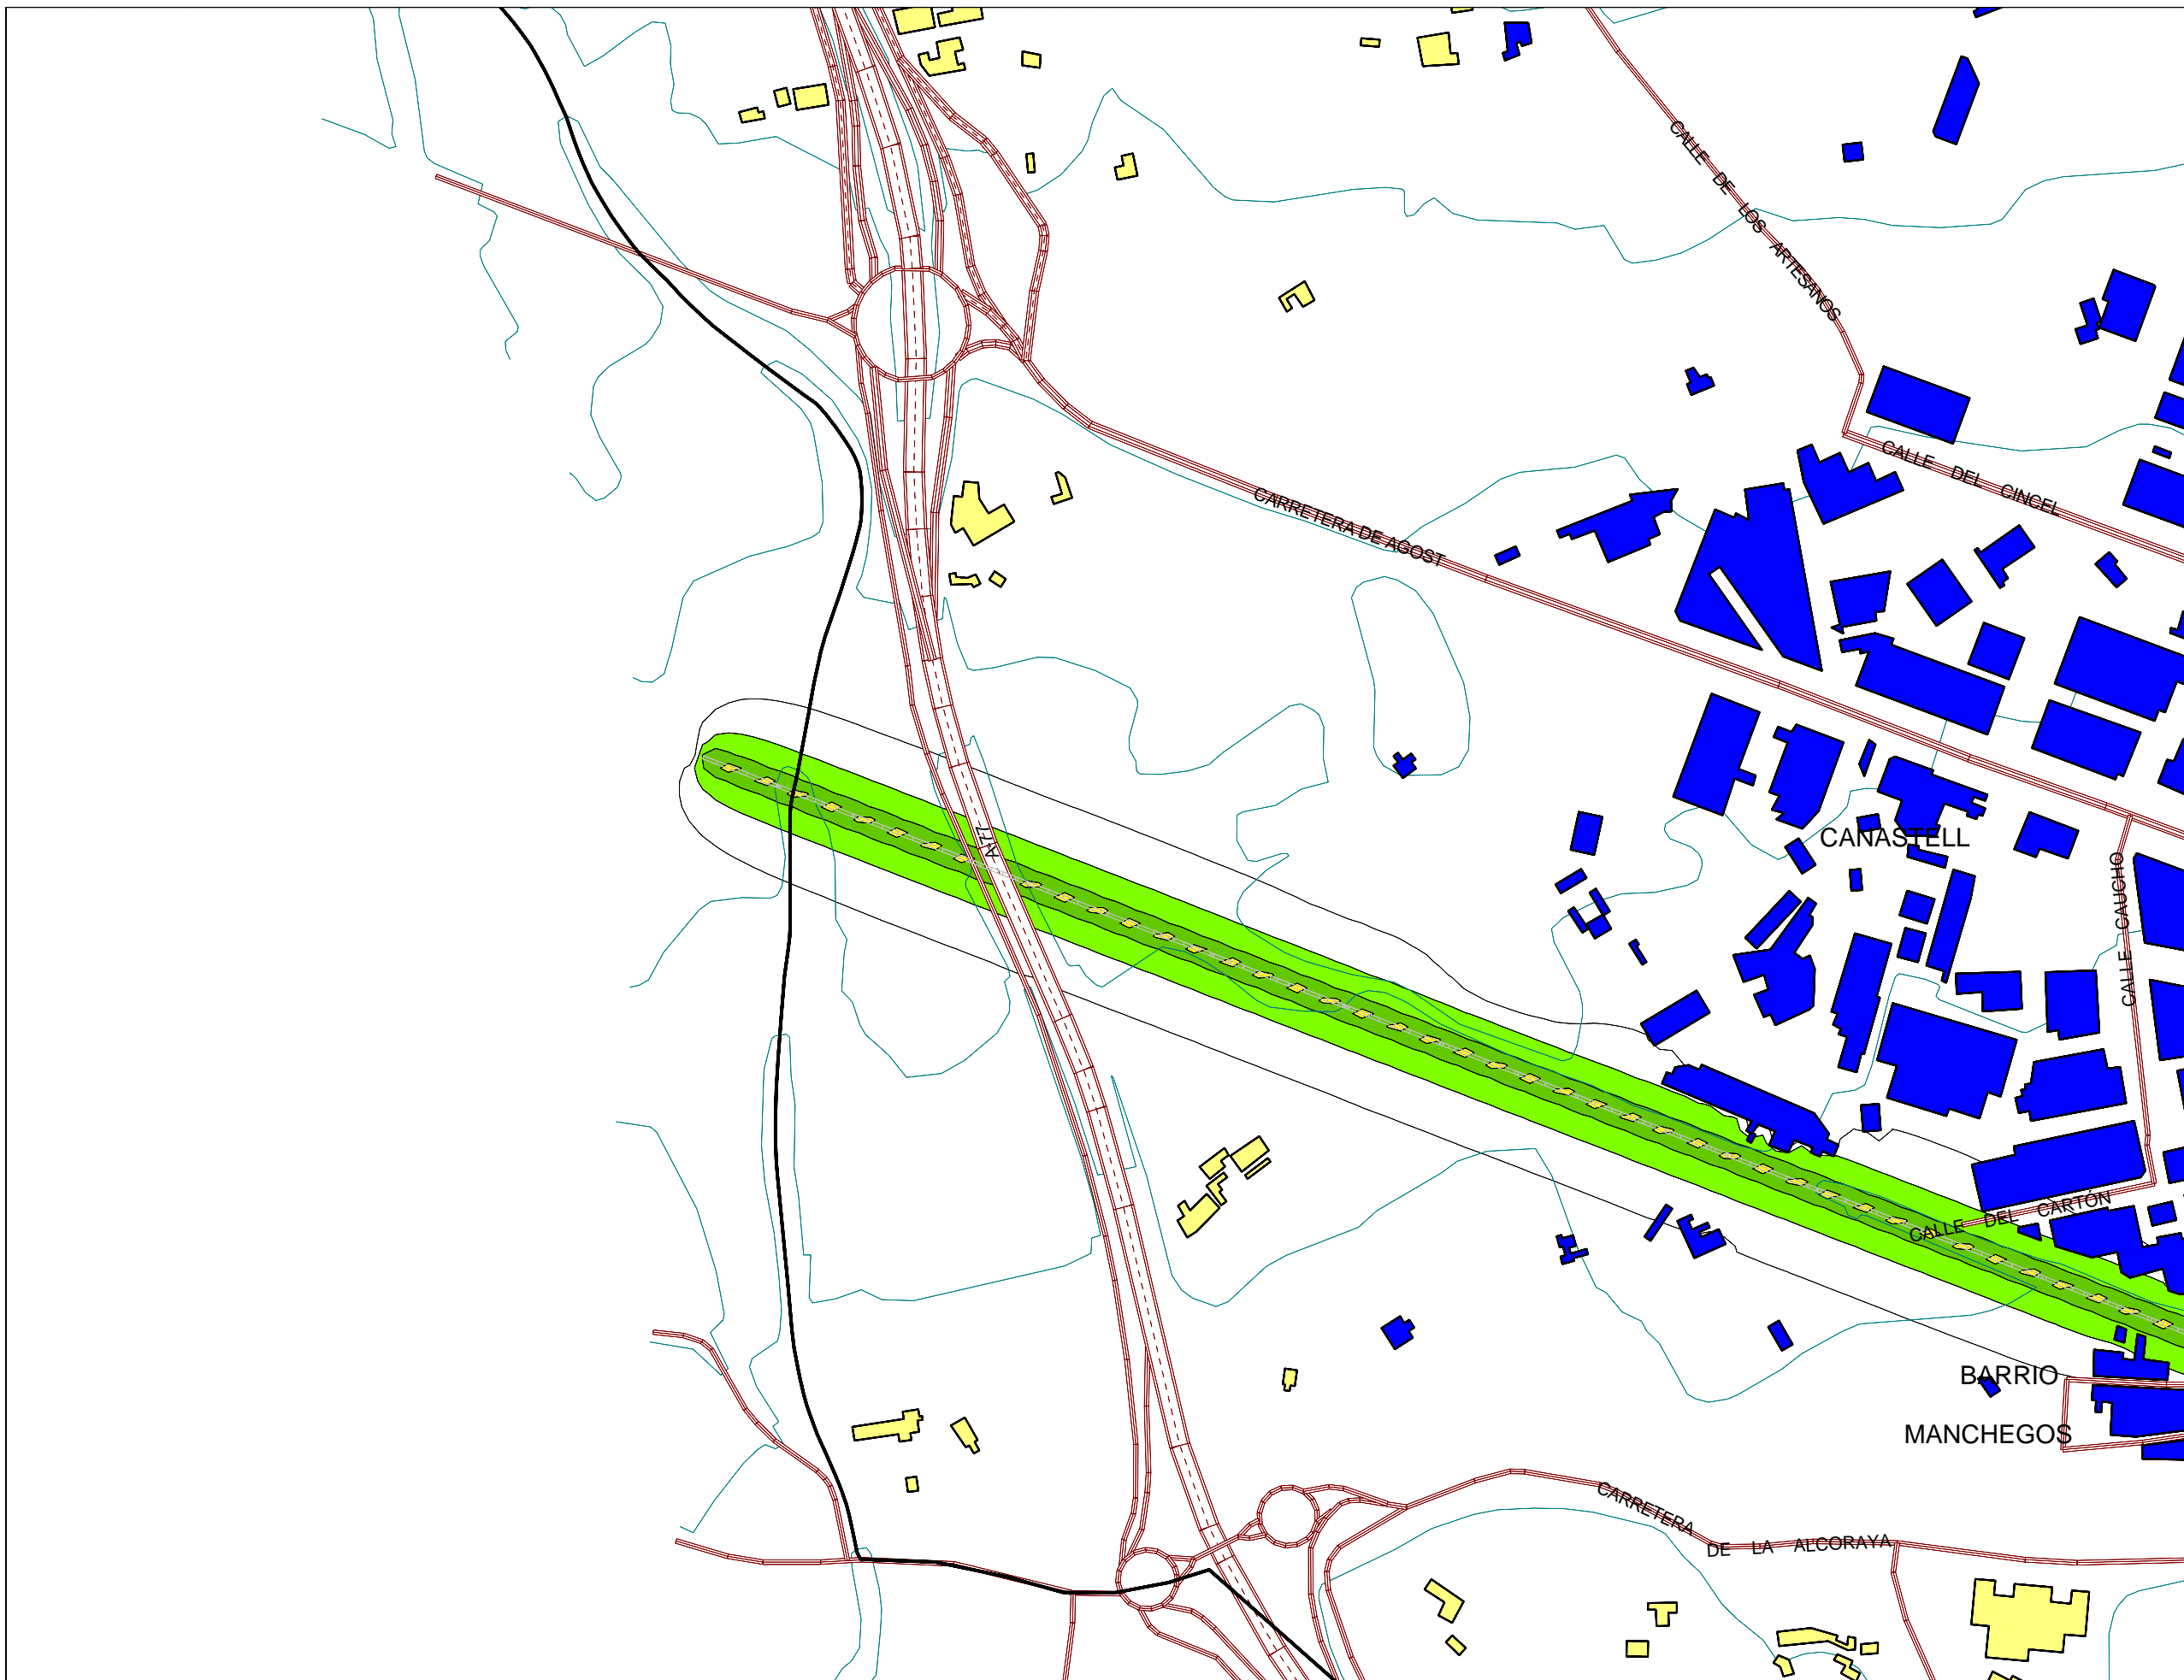 CALLE DE LOS ARTESANOS
CALLE DEL CINCEL
CARRETERA DE AGOST
A-77
CANASTELL
CALLE CAUCHO
CALLE DEL CARTON
BARRIO
MANCHEGOS
CARRETERA
DE LA ALCORAYA